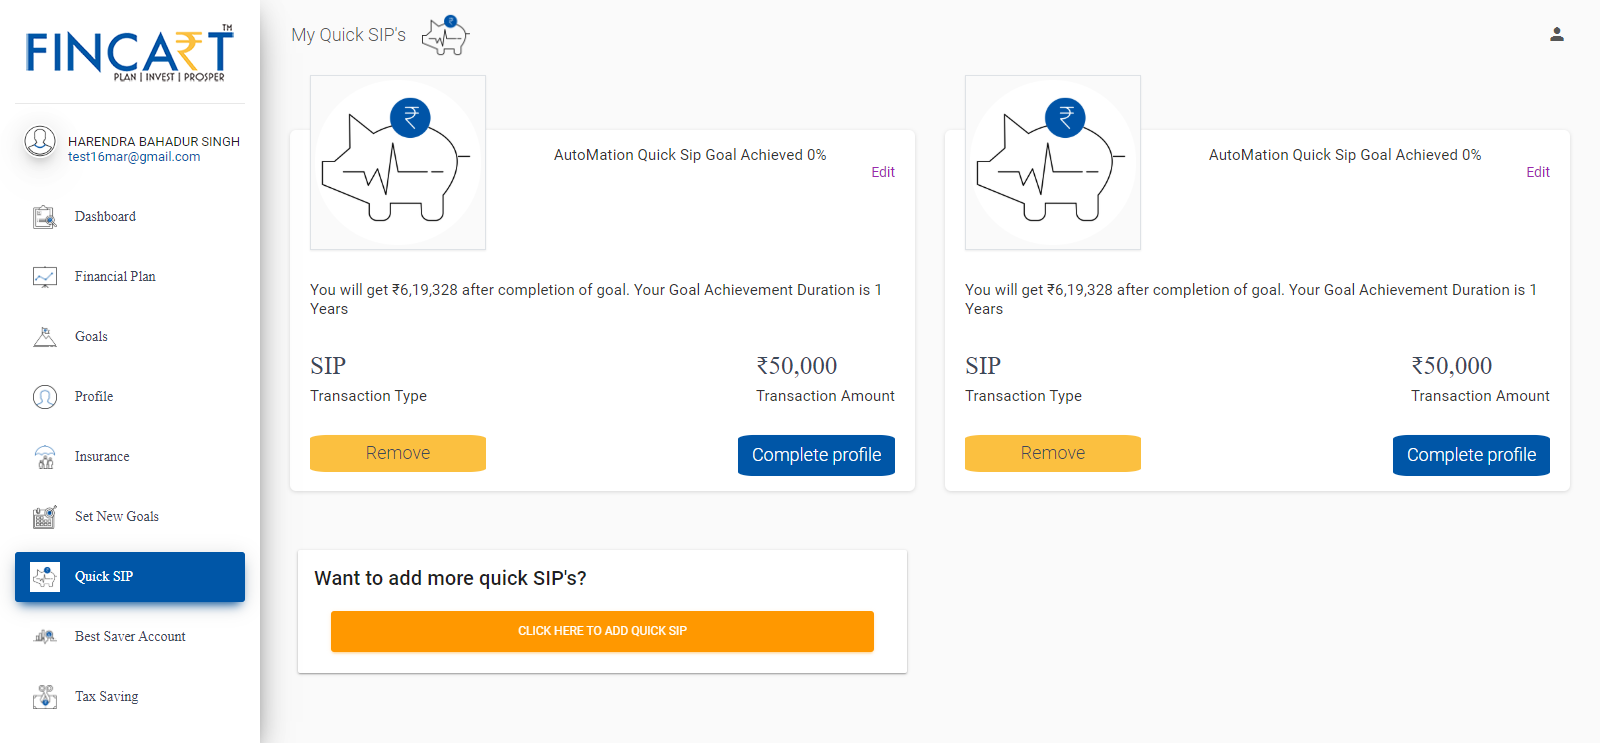 FINCART
TM
PLAN | INVEST | PROSPER
HARENDRA BAHADUR SINGH
test16mar@gmail.com
Dashboard
Financial Plan
Goals
Profile
Insurance
Set New Goals
Quick SIP
Best Saver Account
Tax Saving
My Quick SIP's
₹
₹
AutoMation Quick Sip Goal Achieved 0%
Edit
You will get ₹6,19,328 after completion of goal. Your Goal Achievement Duration is 1
Years
SIP
₹50,000
Transaction Type
Transaction Amount
Remove
Complete profile
₹
AutoMation Quick Sip Goal Achieved 0%
Edit
You will get ₹6,19,328 after completion of goal. Your Goal Achievement Duration is 1
Years
SIP
₹50,000
Transaction Type
Transaction Amount
Remove
Complete profile
Want to add more quick SIP's?
CLICK HERE TO ADD QUICK SIP